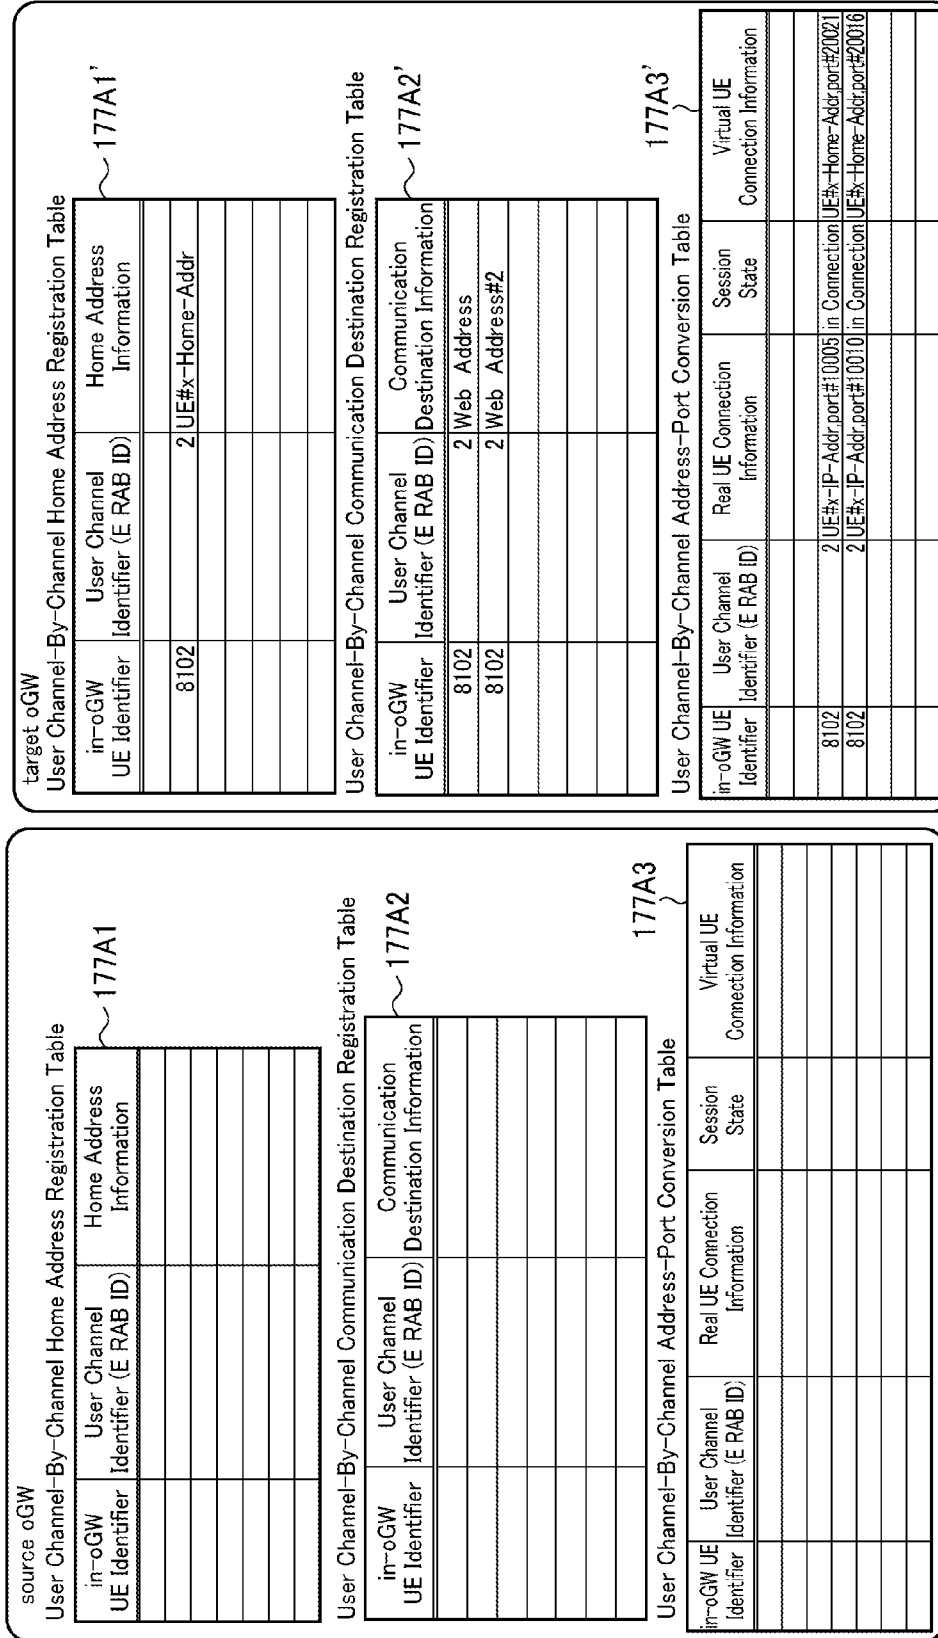 source oGW
User Channel-By-Channel Home Address Registration Table
177A1
in-oGW UE Identifier
User Channel Identifier (E RAB ID)
Home Address Information
User Channel-By-Channel Communication Destination Registration Table
177A2
in-oGW UE Identifier
User Channel Identifier (E RAB ID)
Communication Destination Information
User Channel-By-Channel Address-Port Conversion Table
177A3
in-oGW UE Identifier
User Channel Identifier (E RAB ID)
Real UE Connection Information
Session State
Virtual UE Connection Information
target oGW
User Channel-By-Channel Home Address Registration Table
177A1'
in-oGW UE Identifier
User Channel Identifier (E RAB ID)
Home Address Information
8102 2 UE#x-Home-Addr
User Channel-By-Channel Communication Destination Registration Table
177A2'
in-oGW UE Identifier
User Channel Identifier (E RAB ID)
Communication Destination Information
8102 2 Web Address
8102 2 Web Address#2
User Channel-By-Channel Address-Port Conversion Table
177A3'
in-oGW UE Identifier
User Channel Identifier (E RAB ID)
Real UE Connection Information
Session State
Virtual UE Connection Information
8102 2 UE#x-IP-Addr,port#10005 in Connection UE#x-Home-Addr,port#20021
8102 2 UE#x-IP-Addr,port#10010 in Connection UE#x-Home-Addr,port#20016